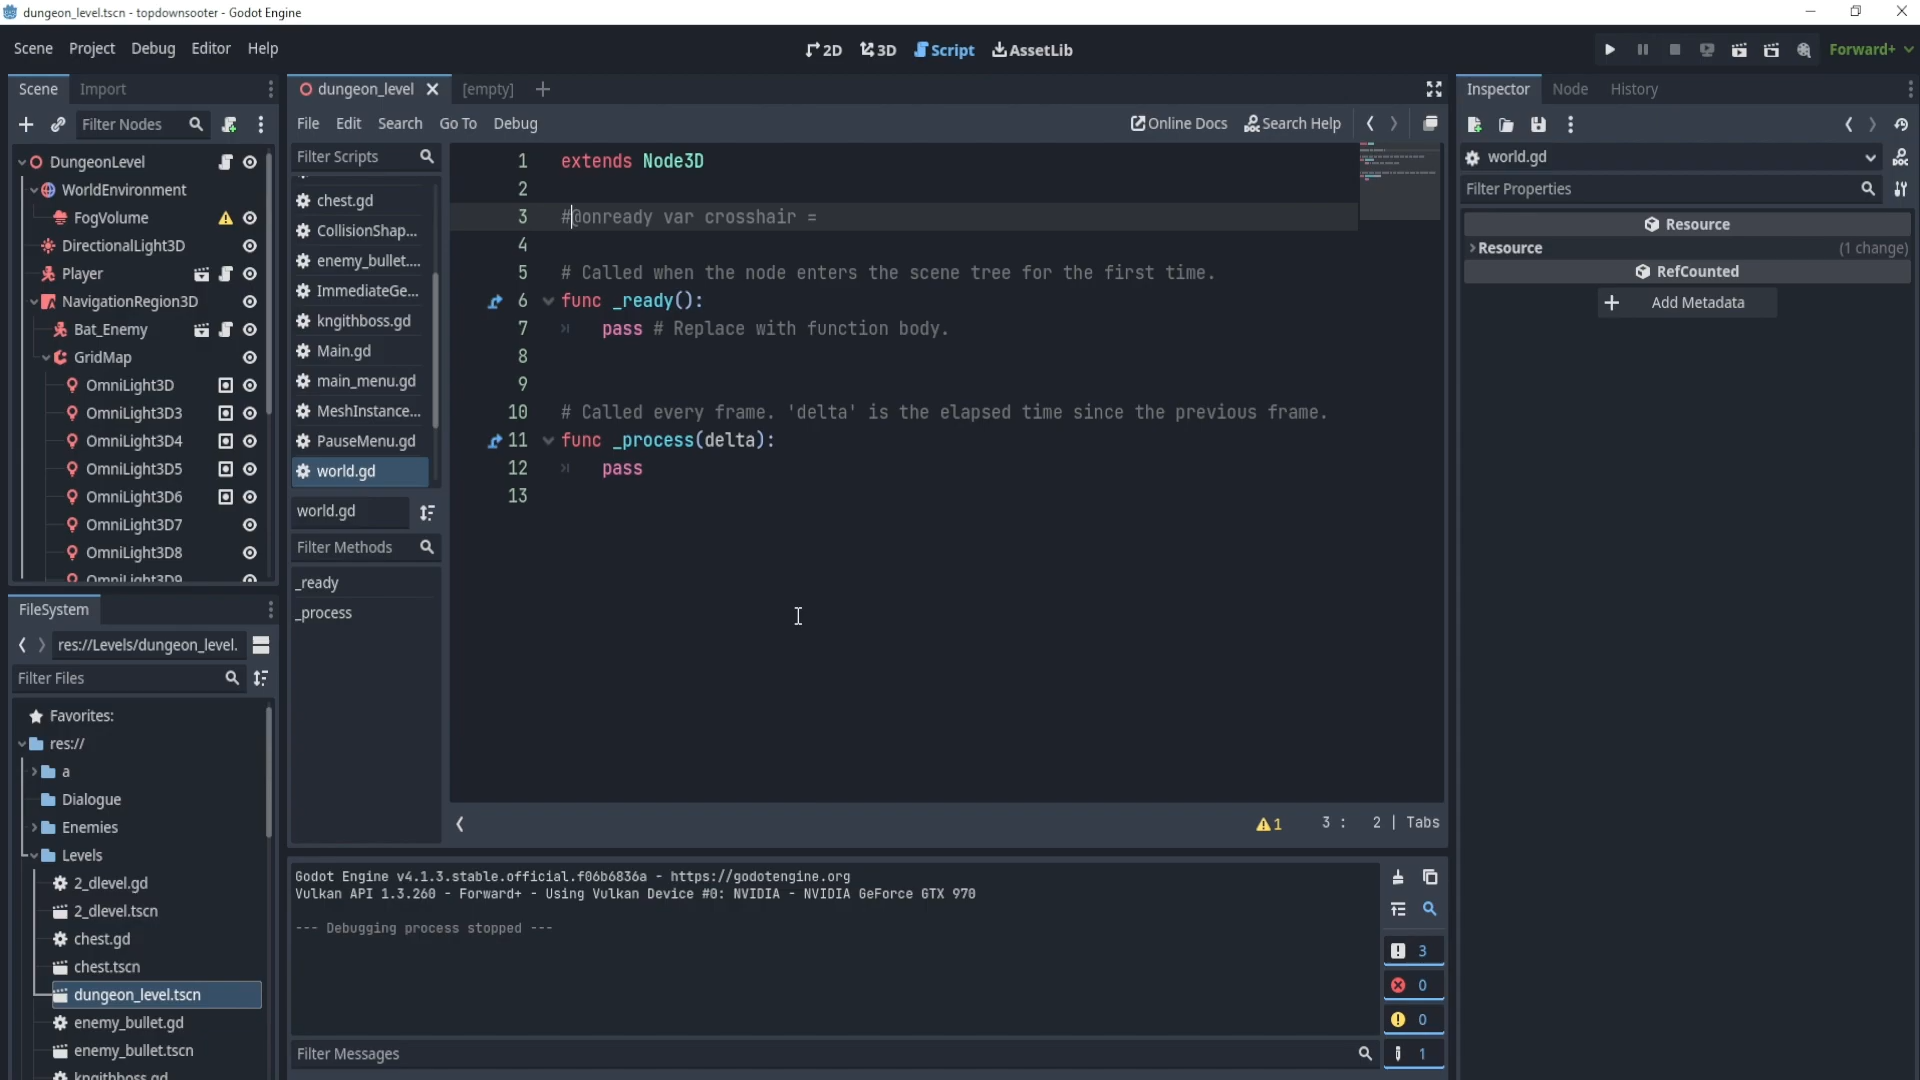 dungeon_level.tscn - topdownsooter - Godot Engine
Scene Project Debug Editor Help
2D 3D Script AssetLib
Forward+
Scene Import
Filter Nodes
DungeonLevel
WorldEnvironment
FogVolume
DirectionalLight3D
Player
NavigationRegion3D
Bat_Enemy
GridMap
OmniLight3D
OmniLight3D3
OmniLight3D4
OmniLight3D5
OmniLight3D6
OmniLight3D7
OmniLight3D8
OmniLight3D9
FileSystem
res://Levels/dungeon_level.
Filter Files
Favorites:
res://
a
Dialogue
Enemies
Levels
2_dlevel.gd
2_dlevel.tscn
chest.gd
chest.tscn
dungeon_level.tscn
enemy_bullet.gd
enemy_bullet.tscn
kngithboss.gd
dungeon_level [empty]
File Edit Search Go To Debug
Online Docs Search Help
Filter Scripts
chest.gd
CollisionShap...
enemy_bullet....
ImmediateGe...
kngithboss.gd
Main.gd
main_menu.gd
MeshInstance...
PauseMenu.gd
world.gd
world.gd
Filter Methods
_ready
_process
1 extends Node3D
2
3 #@onready var crosshair =
4
5 # Called when the node enters the scene tree for the first time.
6 func _ready():
7 pass # Replace with function body.
8
9
10 # Called every frame. 'delta' is the elapsed time since the previous frame.
11 func _process(delta):
12 pass
13
1 3 : 2 | Tabs
Godot Engine v4.1.3.stable.official.f06b6836a - https://godotengine.org
Vulkan API 1.3.260 - Forward+ - Using Vulkan Device #0: NVIDIA - NVIDIA GeForce GTX 970
--- Debugging process stopped ---
Filter Messages
3
0
0
1
Inspector Node History
world.gd
Filter Properties
Resource
Resource (1 change)
RefCounted
Add Metadata